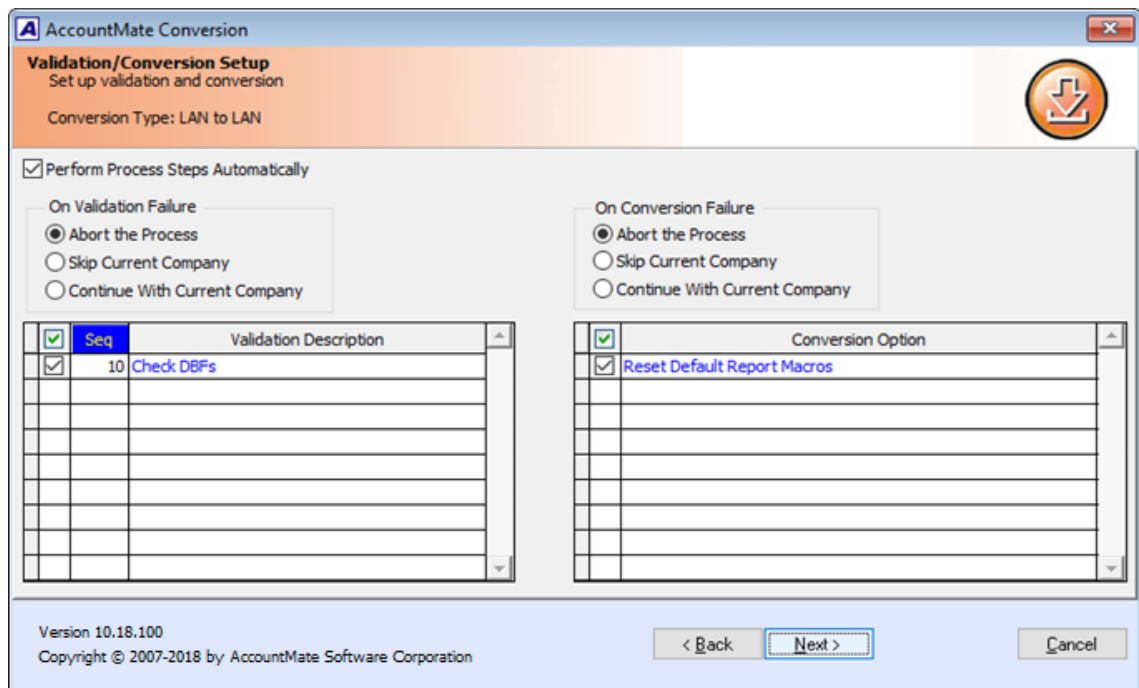 AccountMate Conversion
Validation/Conversion Setup
Set up validation and conversion
Conversion Type: LAN to LAN
Perform Process Steps Automatically
On Validation Failure
Abort the Process
Skip Current Company
Continue With Current Company
On Conversion Failure
Abort the Process
Skip Current Company
Continue With Current Company
Seq Validation Description
10 Check DBFs
Conversion Option
Reset Default Report Macros
Version 10.18.100
Copyright © 2007-2018 by AccountMate Software Corporation
< Back Next > Cancel